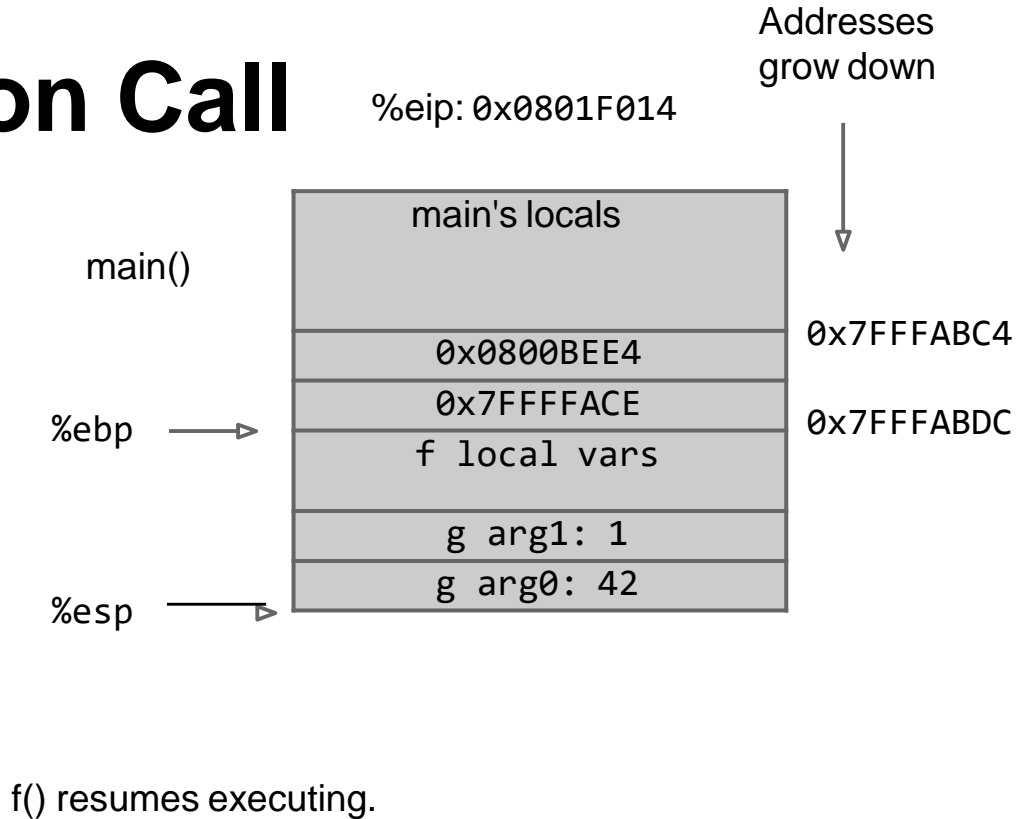 Addresses
grow down
on Call
%eip: 0x0801F014
main's locals
main()
0x7FFFABC4
0x0800BEE4
0x7FFFFACE
0x7FFFABDC
%ebp
f local vars
g arg1: 1
g arg0: 42
%esp
f() resumes executing.